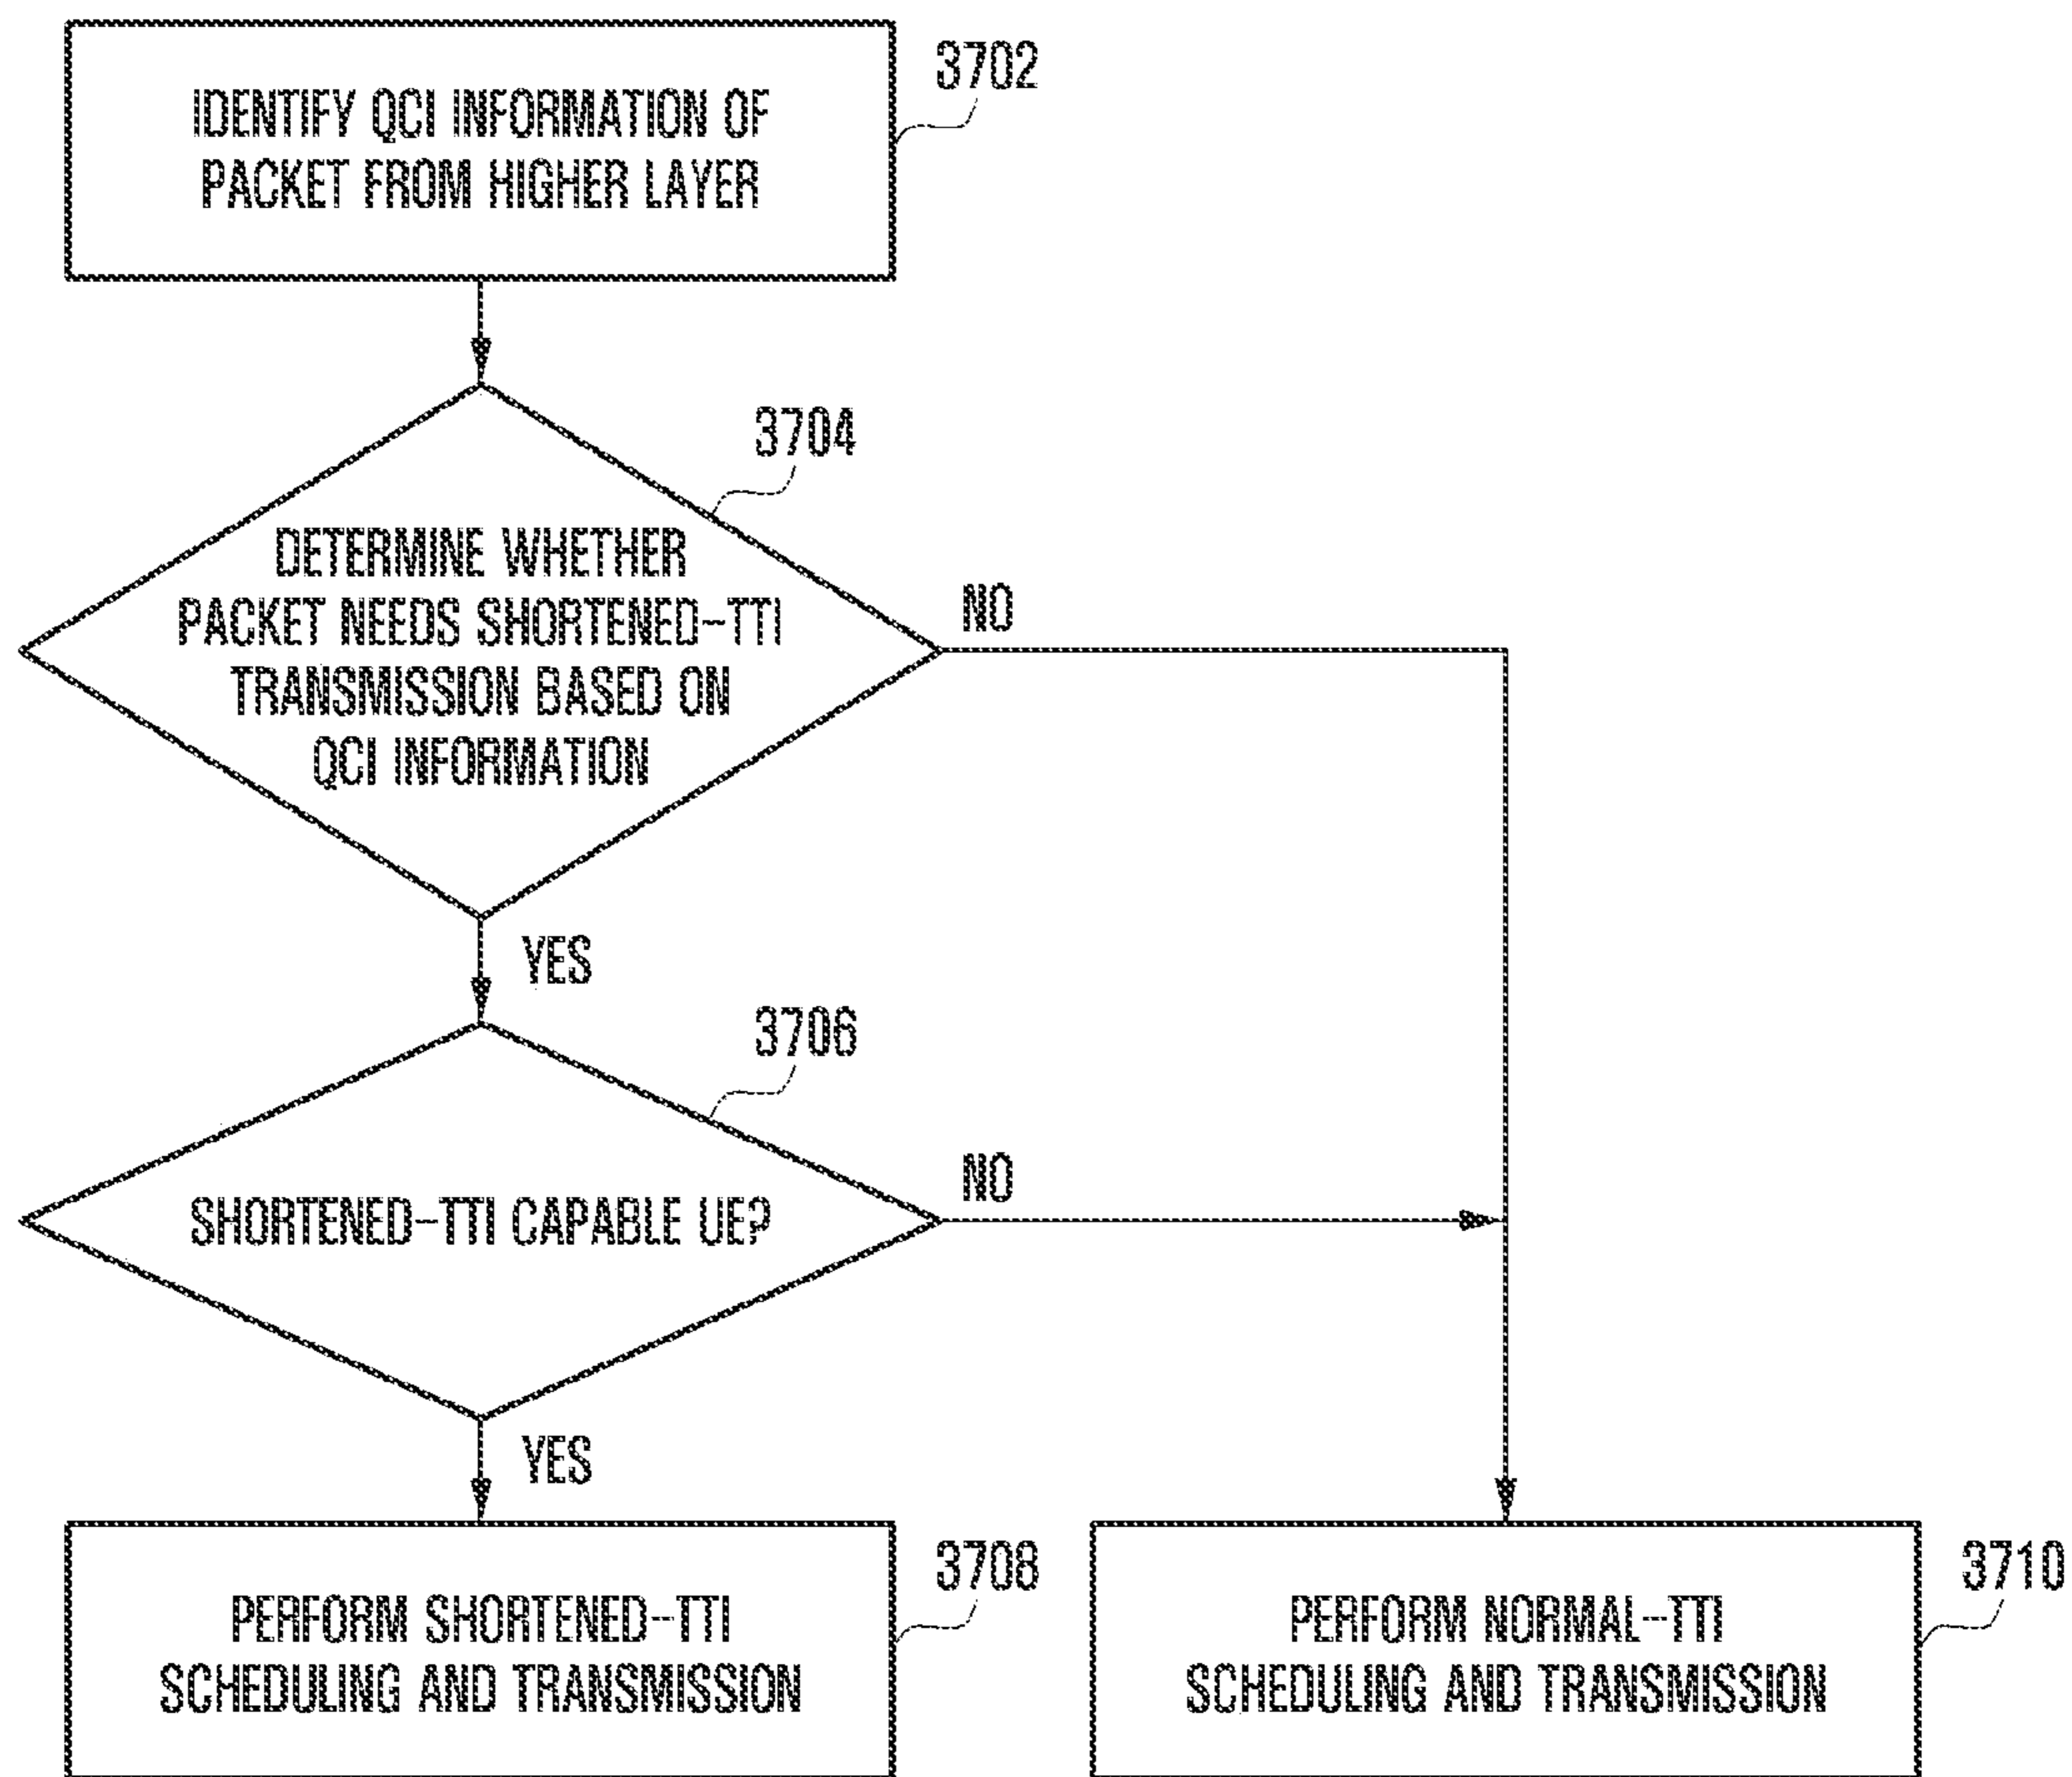 IDENTIFY QCI INFORMATION OF
PACKET FROM HIGHER LAYER
3702
3704
DETERMINE WHETHER
PACKET NEEDS SHORTENED-TTI
TRANSMISSION BASED ON
QCI INFORMATION
NO
YES
3706
SHORTENED-TTI CAPABLE UE?
NO
YES
PERFORM SHORTENED-TTI
SCHEDULING AND TRANSMISSION
3708
PERFORM NORMAL-TTI
SCHEDULING AND TRANSMISSION
3710